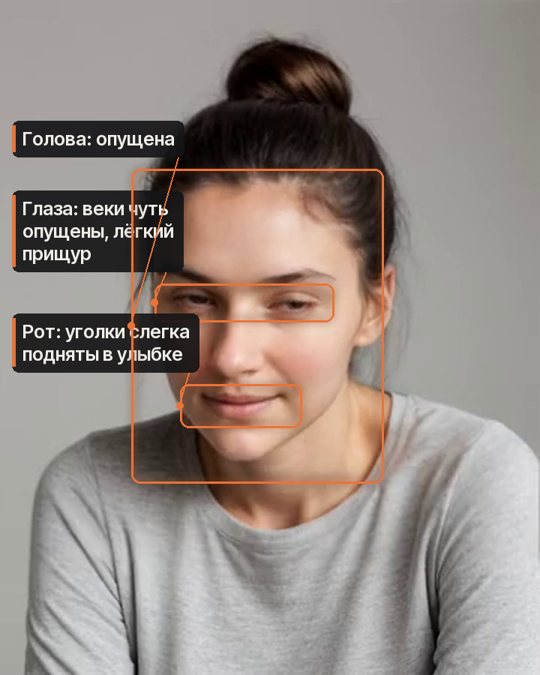 Голова: опущена
Глаза: веки чуть
опущены, лёгкий
прищур
Рот: уголки слегка
подняты в улыбке